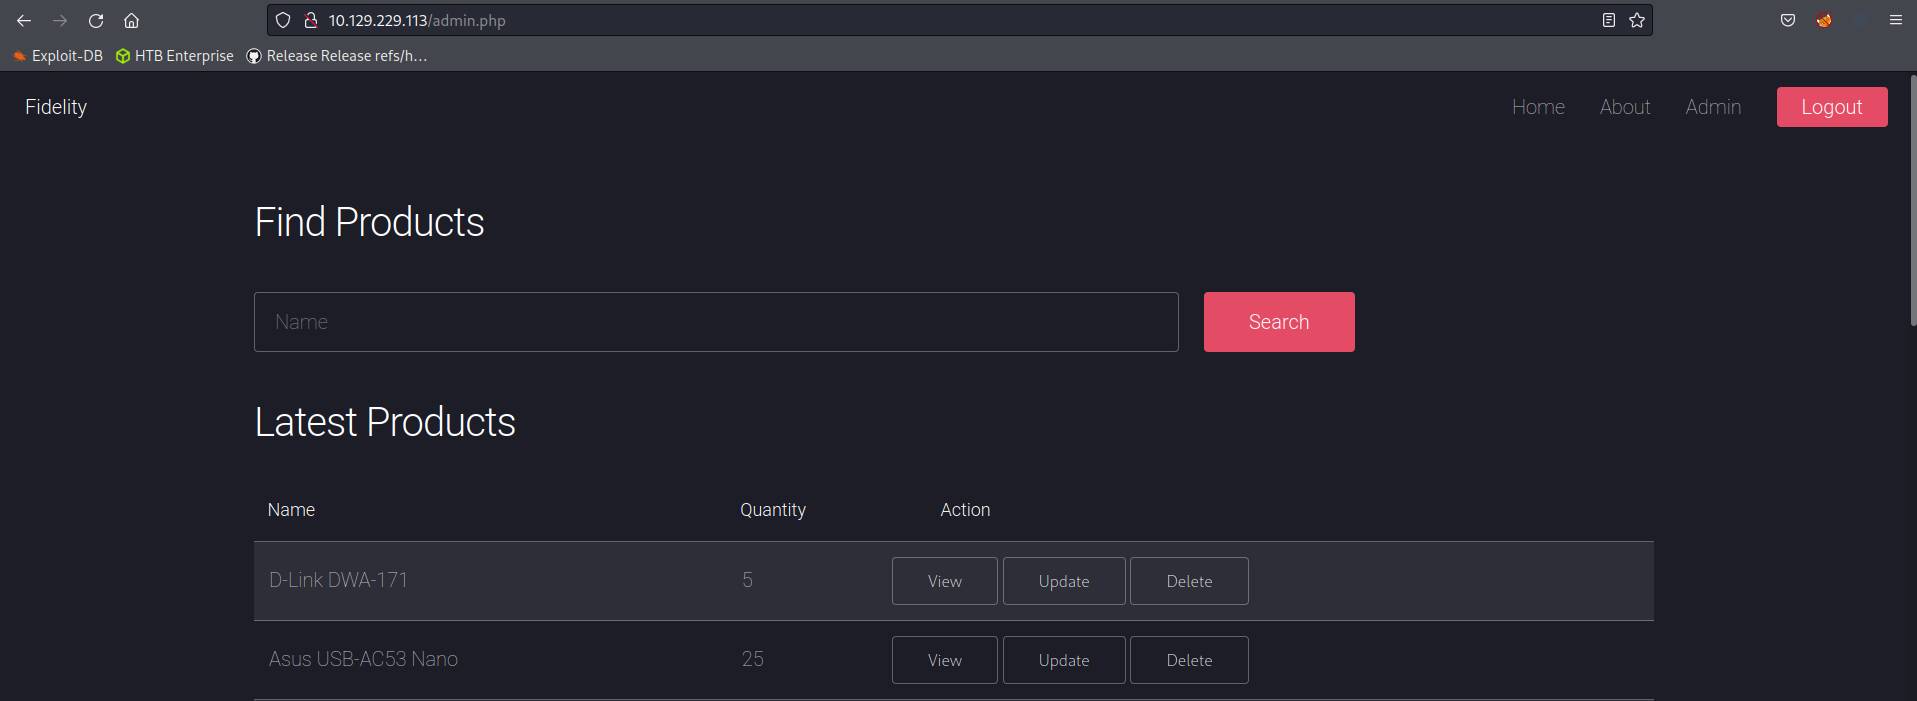 10.129.229.113/admin.php
Exploit-DB HTB Enterprise Release Release refs/h...
Fidelity Home About Admin Logout
Find Products
Name Search
Latest Products
Name Quantity Action
D-Link DWA-171 5 View Update Delete
Asus USB-AC53 Nano 25 View Update Delete